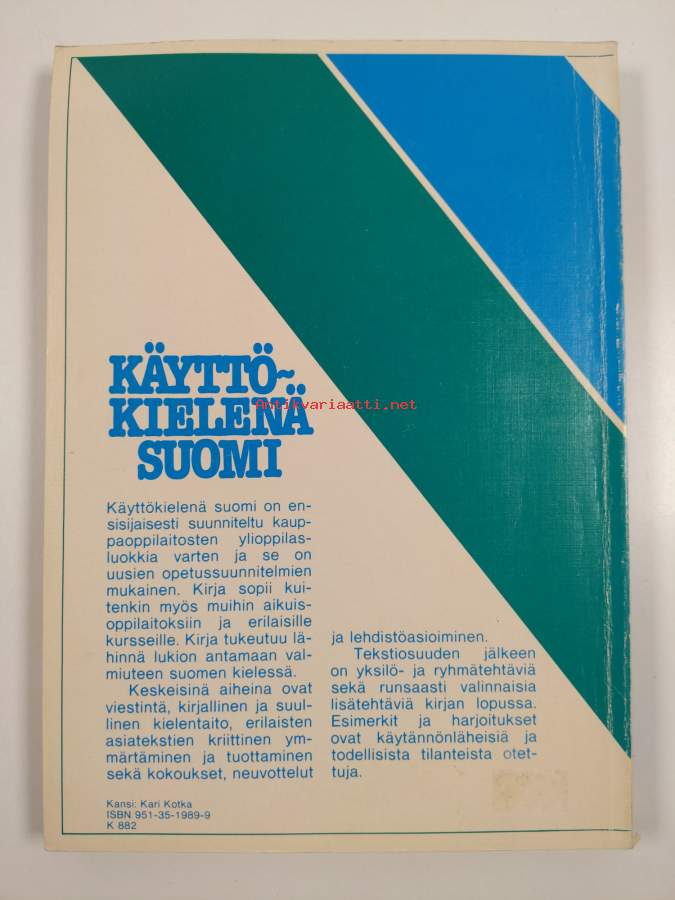 KÄYTTÖ~
KIELENÄ
SUOMI
Antikvariaatti.net
Käyttökielenä suomi on en-
sisijaisesti suunniteltu kaup-
paoppilaitosten ylioppilas-
luokkia varten ja se on
uusien opetussuunnitelmien
mukainen. Kirja sopii kui-
tenkin myös muihin aikuis-
oppilaitoksiin ja erilaisille
kursseille. Kirja tukeutuu lä-
hinnä lukion antamaan val-
miuteen suomen kielessä.
Keskeisinä aiheina ovat
viestintä, kirjallinen ja suul-
linen kielentaito, erilaisten
asiatekstien kriittinen ym-
märtäminen ja tuottaminen
sekä kokoukset, neuvottelut
ja lehdistöasioiminen.
Tekstiosuuden jälkeen
on yksilö- ja ryhmätehtäviä
sekä runsaasti valinnaisia
lisätehtäviä kirjan lopussa.
Esimerkit ja harjoitukset
ovat käytännönläheisiä ja
todellisista tilanteista otet-
tuja.
Kansi: Kari Kotka
ISBN 951-35-1989-9
K 882